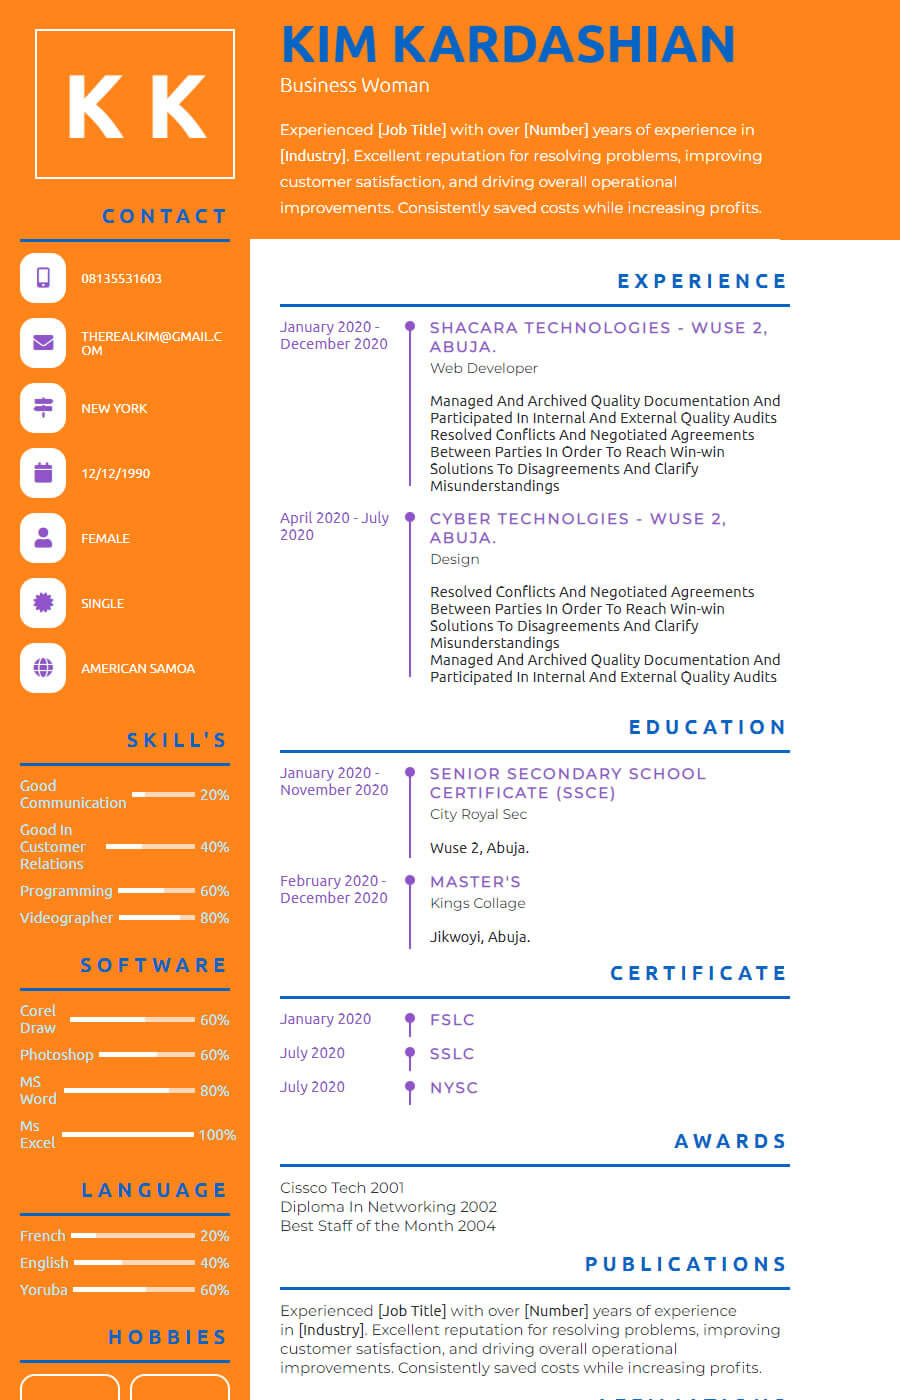 K K
KIM KARDASHIAN
Business Woman
Experienced [Job Title] with over [Number] years of experience in
[Industry]. Excellent reputation for resolving problems, improving
customer satisfaction, and driving overall operational
improvements. Consistently saved costs while increasing profits.
CONTACT
08135531603
THEREALKIM@GMAIL.C
OM
NEW YORK
12/12/1990
FEMALE
SINGLE
AMERICAN SAMOA
SKILL'S
Good
Communication 20%
Good In
Customer 40%
Relations
Programming 60%
Videographer 80%
SOFTWARE
Corel
Draw 60%
Photoshop 60%
MS
Word 80%
Ms
Excel 100%
LANGUAGE
French 20%
English 40%
Yoruba 60%
HOBBIES
EXPERIENCE
January 2020 -
December 2020
SHACARA TECHNOLOGIES - WUSE 2,
ABUJA.
Web Developer
Managed And Archived Quality Documentation And
Participated In Internal And External Quality Audits
Resolved Conflicts And Negotiated Agreements
Between Parties In Order To Reach Win-win
Solutions To Disagreements And Clarify
Misunderstandings
April 2020 - July
2020
CYBER TECHNOLGIES - WUSE 2,
ABUJA.
Design
Resolved Conflicts And Negotiated Agreements
Between Parties In Order To Reach Win-win
Solutions To Disagreements And Clarify
Misunderstandings
Managed And Archived Quality Documentation And
Participated In Internal And External Quality Audits
EDUCATION
January 2020 -
November 2020
SENIOR SECONDARY SCHOOL
CERTIFICATE (SSCE)
City Royal Sec
Wuse 2, Abuja.
February 2020 -
December 2020
MASTER'S
Kings Collage
Jikwoyi, Abuja.
CERTIFICATE
January 2020 FSLC
July 2020 SSLC
July 2020 NYSC
AWARDS
Cissco Tech 2001
Diploma In Networking 2002
Best Staff of the Month 2004
PUBLICATIONS
Experienced [Job Title] with over [Number] years of experience
in [Industry]. Excellent reputation for resolving problems, improving
customer satisfaction, and driving overall operational
improvements. Consistently saved costs while increasing profits.